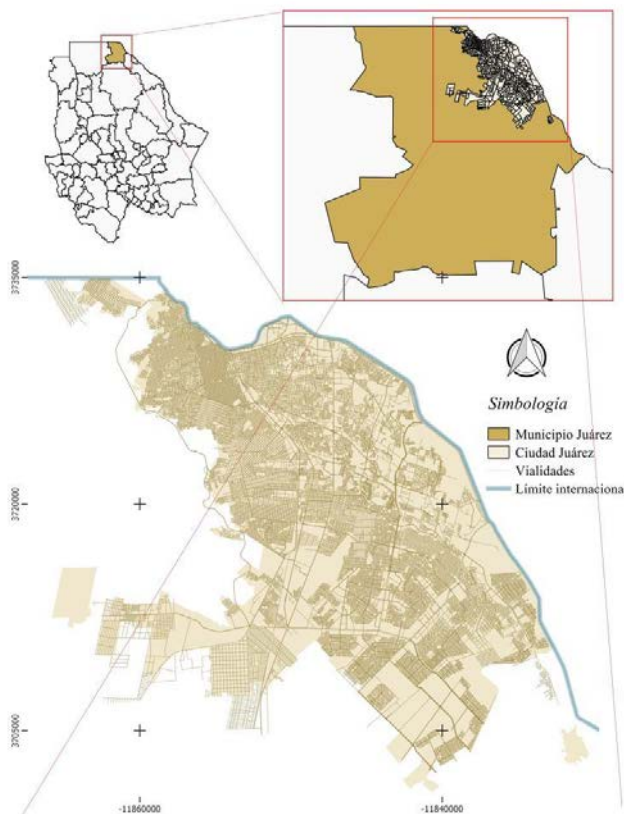 3735000
3720000
3705000
Simbología
Municipio Juárez
Ciudad Juárez
Vialidades
Límite internaciona
-11860000
-11840000